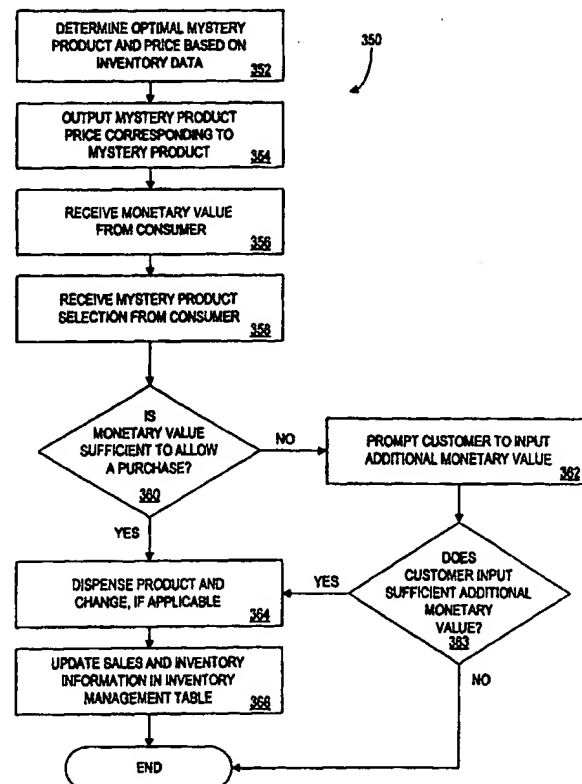 DETERMINE OPTIMAL MYSTERY
PRODUCT AND PRICE BASED ON
INVENTORY DATA
352
350
OUTPUT MYSTERY PRODUCT
PRICE CORRESPONDING TO
MYSTERY PRODUCT
354
RECEIVE MONETARY VALUE
FROM CONSUMER
356
RECEIVE MYSTERY PRODUCT
SELECTION FROM CONSUMER
358
IS
MONETARY VALUE
SUFFICIENT TO ALLOW
A PURCHASE?
360
NO
PROMPT CUSTOMER TO INPUT
ADDITIONAL MONETARY VALUE
362
YES
DOES
CUSTOMER INPUT
SUFFICIENT ADDITIONAL
MONETARY
VALUE?
363
YES
NO
DISPENSE PRODUCT AND
CHANGE, IF APPLICABLE
364
UPDATE SALES AND INVENTORY
INFORMATION IN INVENTORY
MANAGEMENT TABLE
366
END